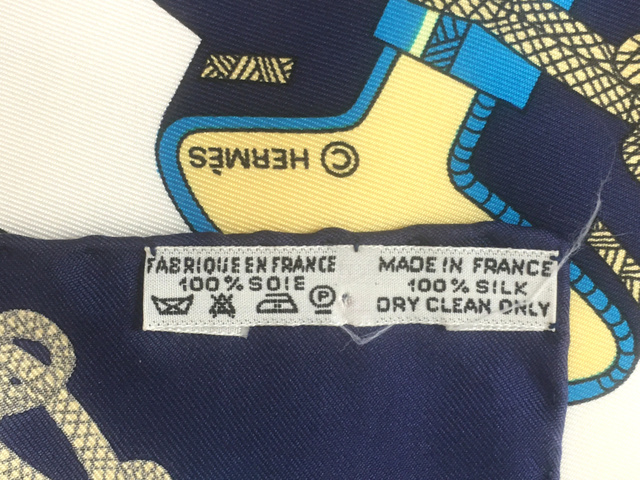 © HERMÈS
FABRIQUE EN FRANCE
100% SOIE
P
MADE IN FRANCE
100% SILK
DRY CLEAN ONLY